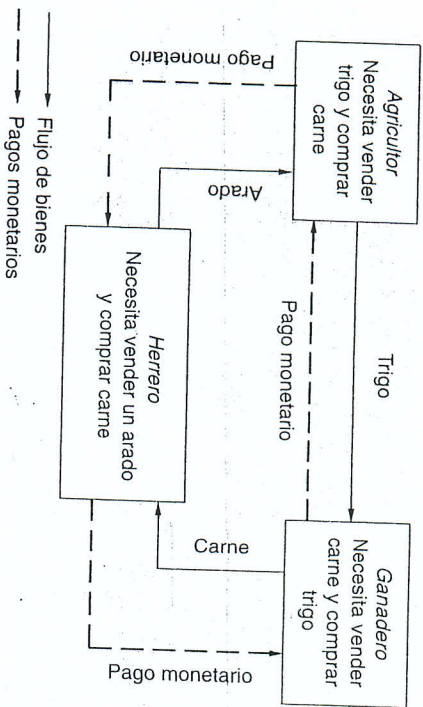 Agricultor
Necesita vender
trigo y comprar
carne
Trigo
Ganadero
Necesita vender
carne y comprar
trigo
Pago monetario
Pago monetario
Arado
Carne
Pago monetario
Herrero
Necesita vender un arado
y comprar carne
Flujo de bienes
Pagos monetarios